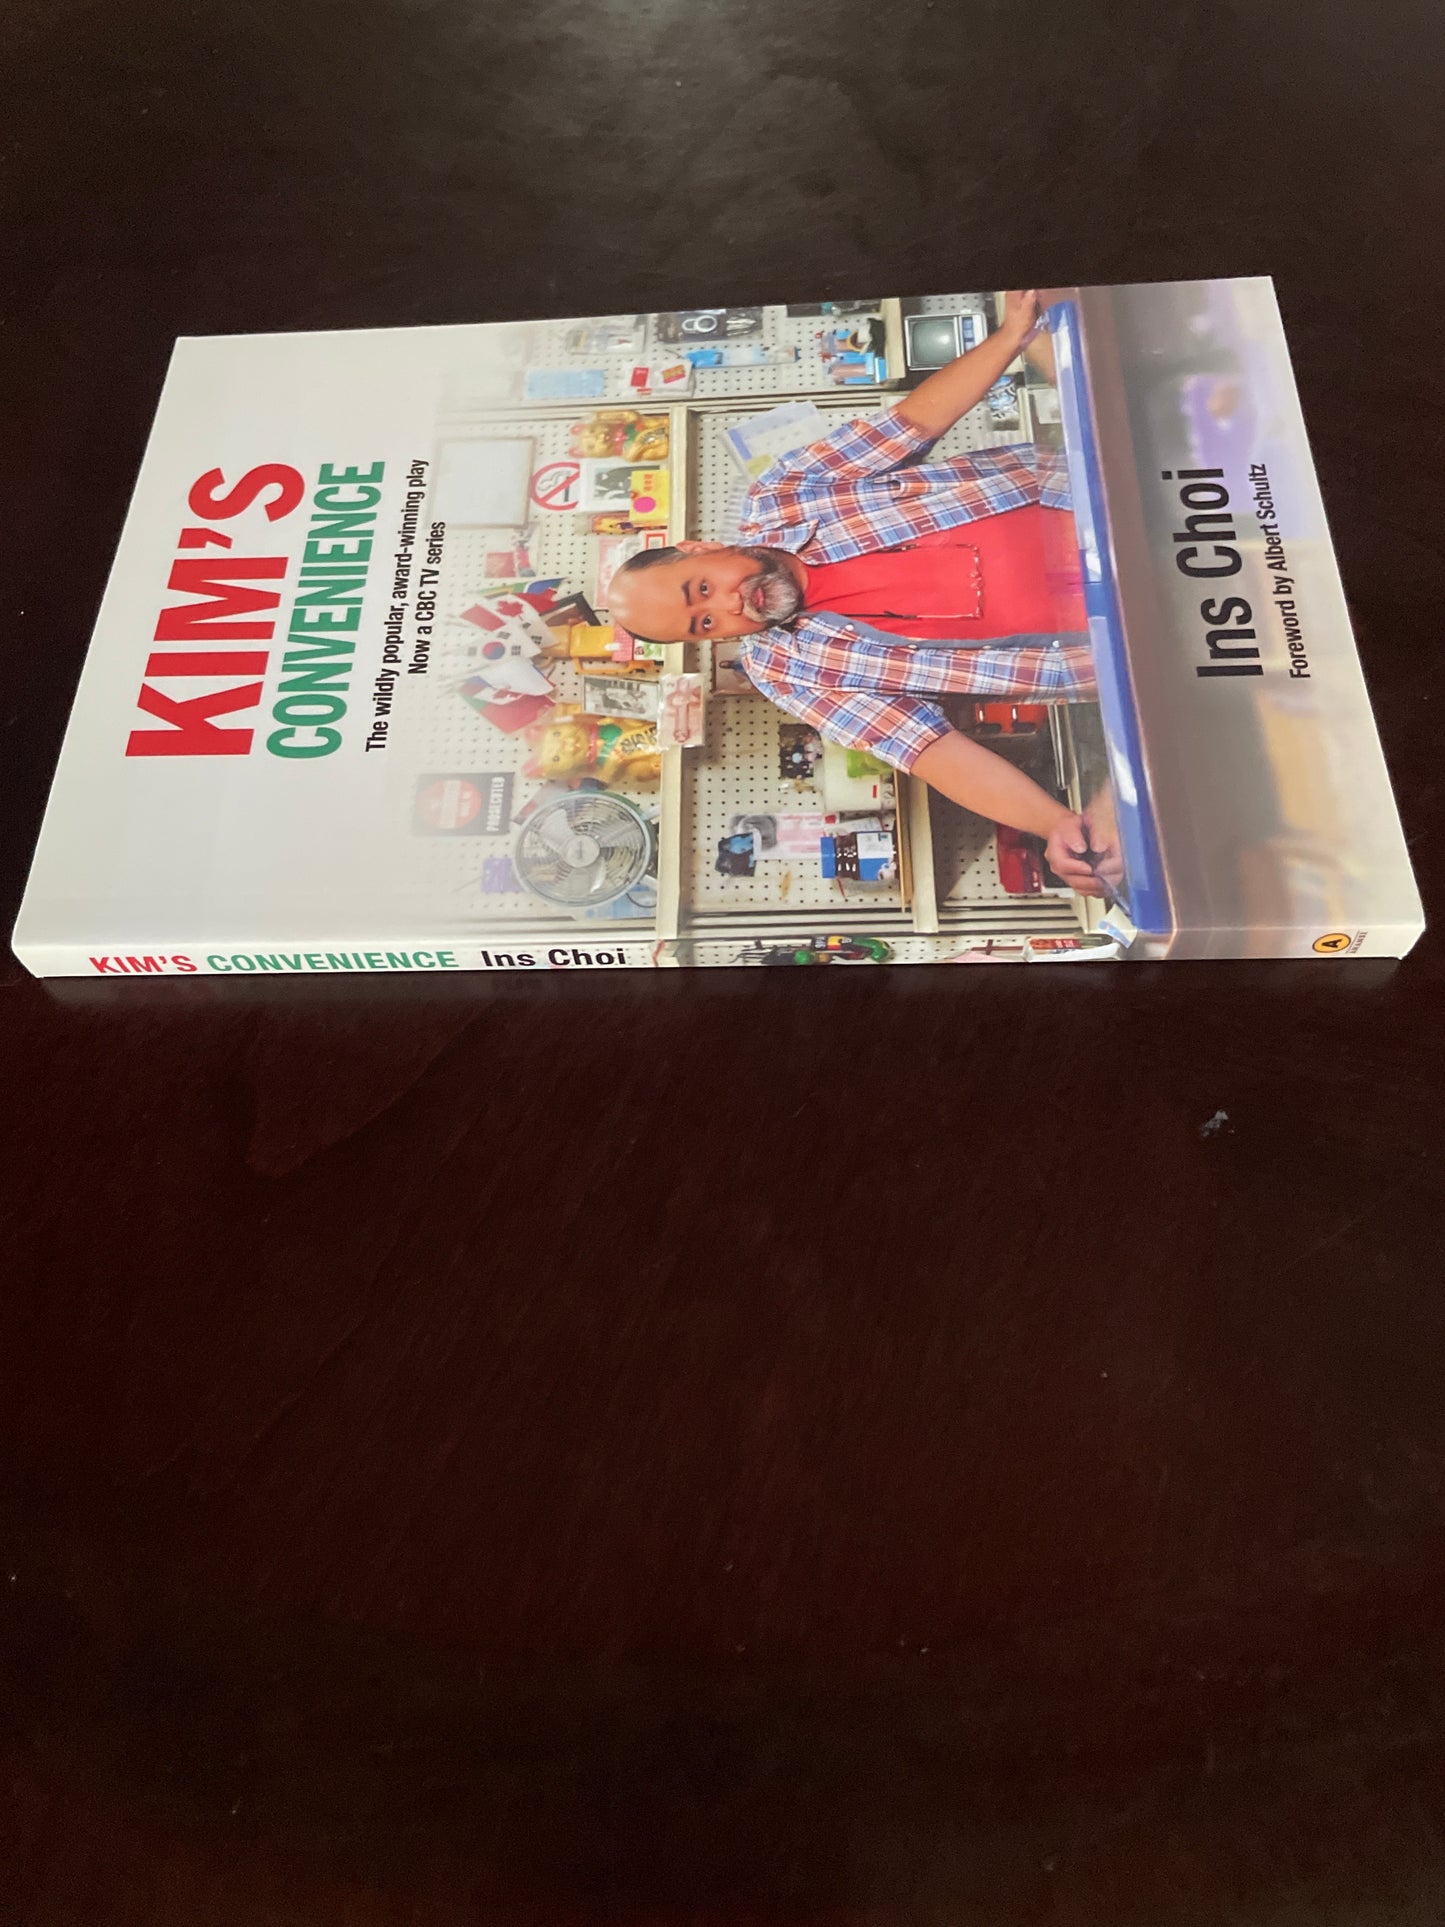 KIM'S
CONVENIENCE
The wildly popular, award-winning play
Now a CBC TV series
Ins Choi
Foreword by Albert Schultz
KIM'S CONVENIENCE Ins Choi
A
ANANSI